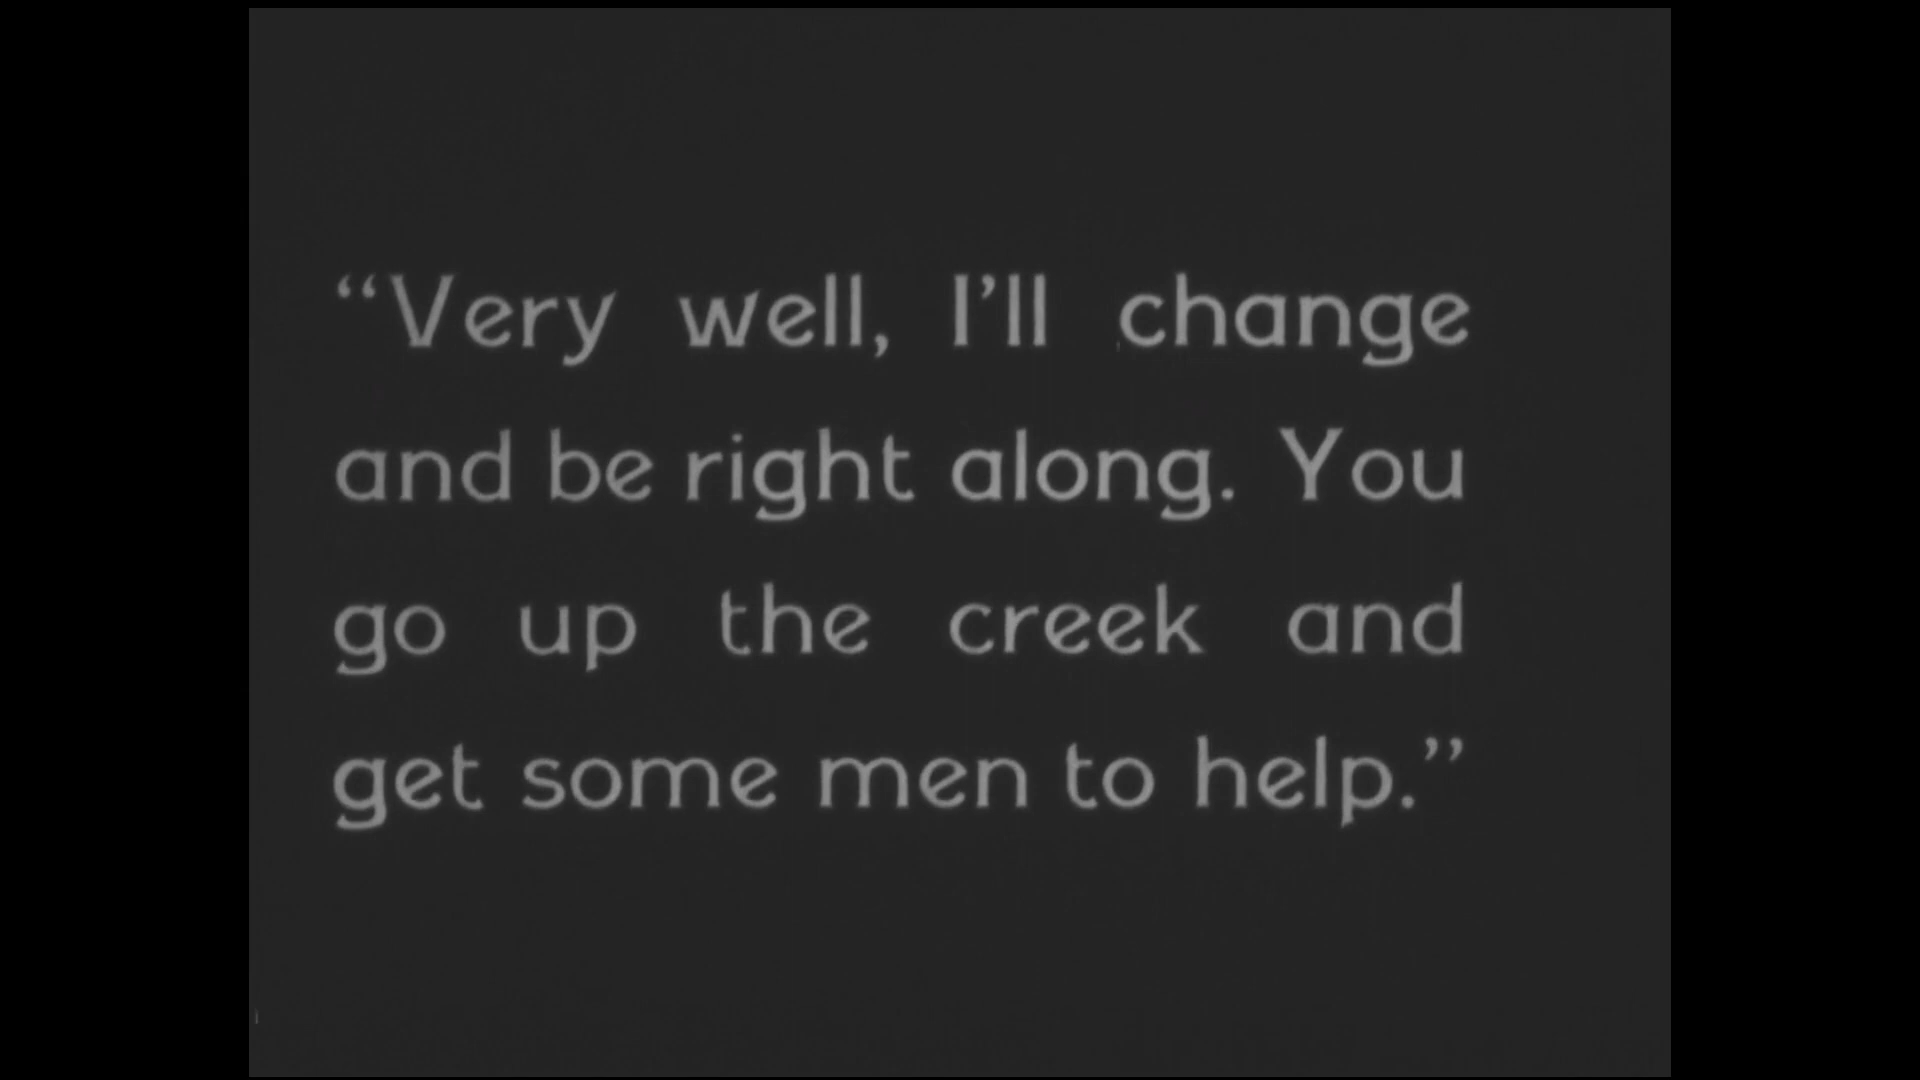 “Very well, I’ll change
and be right along. You
go up the creek and
get some men to help.”